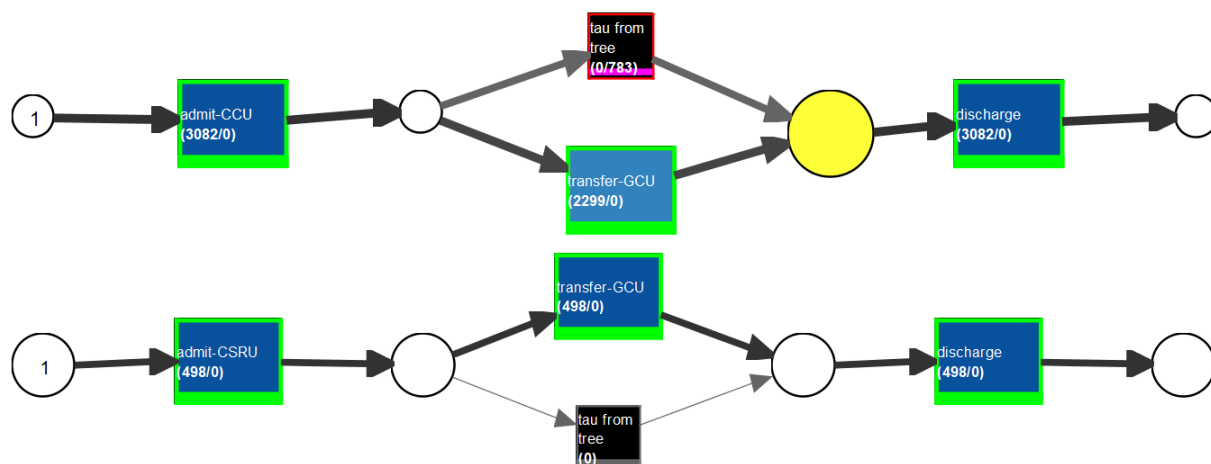 tau from
tree
(0/783)
1
admit-CCU
(3082/0)
discharge
(3082/0)
transfer-GCU
(2299/0)
transfer-GCU
(498/0)
1
admit-CSRU
(498/0)
discharge
(498/0)
tau from
tree
(0)